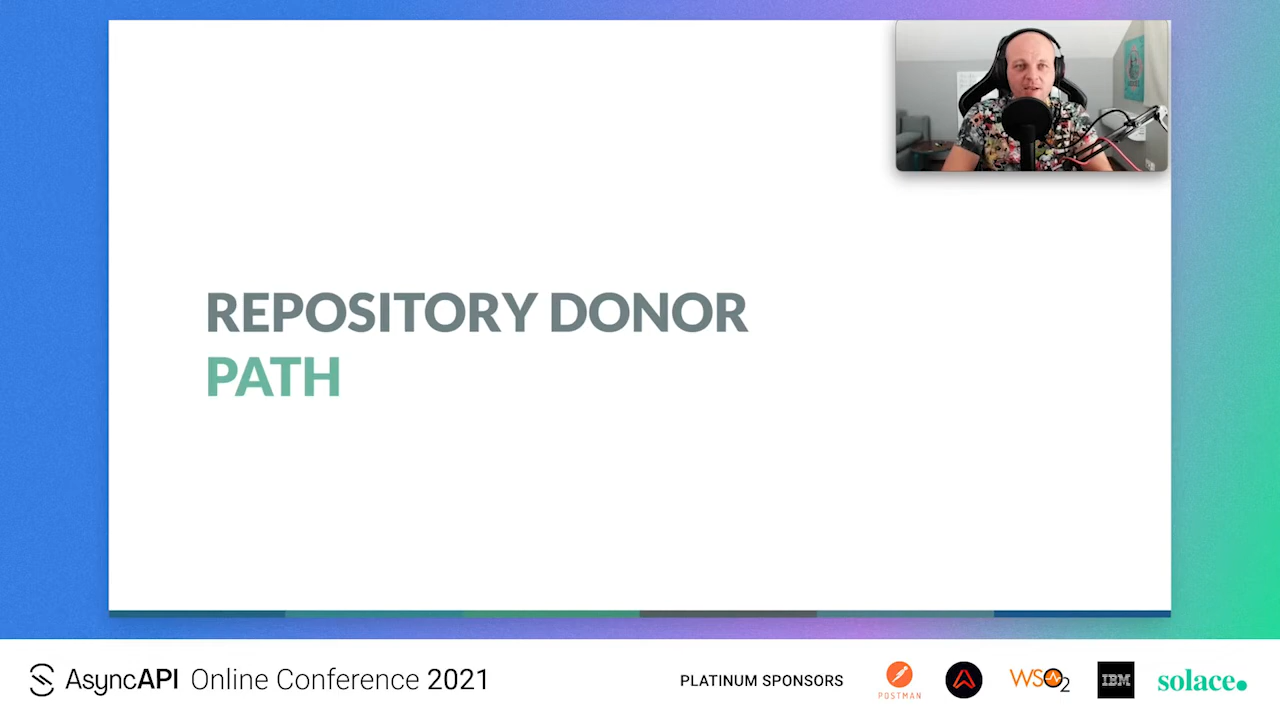 REPOSITORY DONOR
PATH
AsyncAPI Online Conference 2021
PLATINUM SPONSORS
POSTMAN
WSO2
IBM
solace.